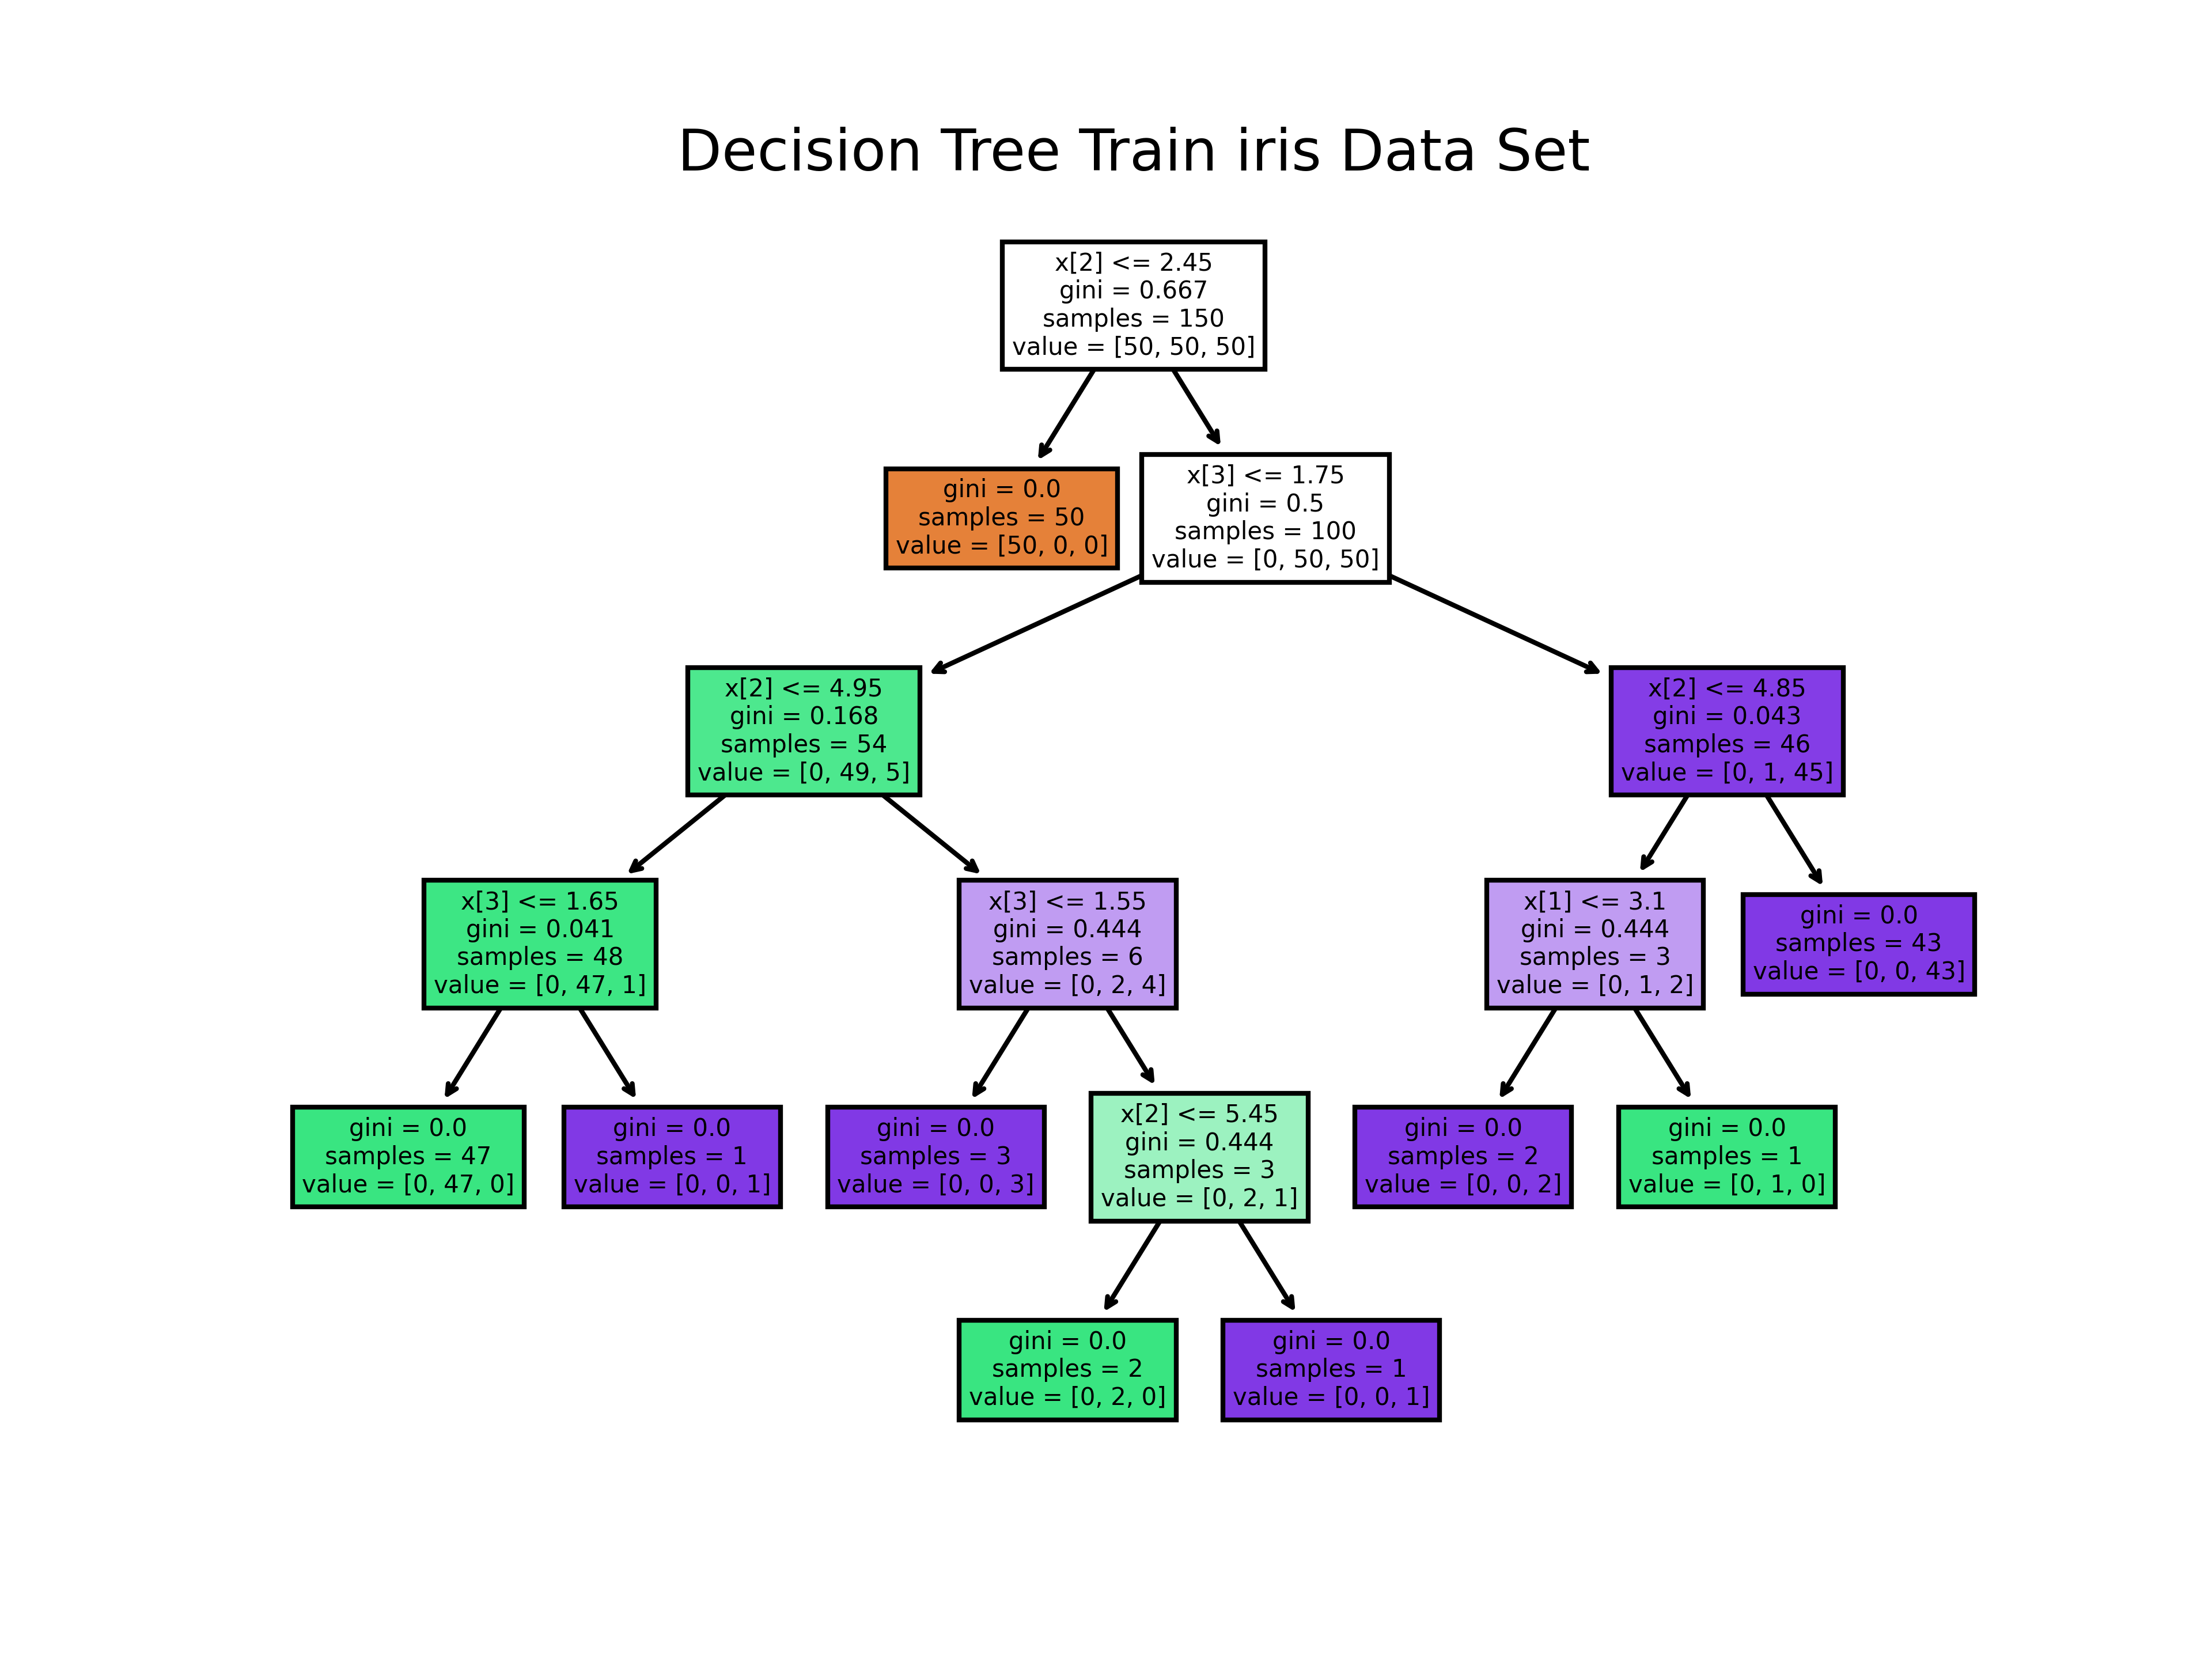 Decision Tree Train iris Data Set
x[2] <= 2.45
gini = 0.667
samples = 150
value = [50, 50, 50]
gini = 0.0
samples = 50
value = [50, 0, 0]
x[3] <= 1.75
gini = 0.5
samples = 100
value = [0, 50, 50]
x[2] <= 4.95
gini = 0.168
samples = 54
value = [0, 49, 5]
x[2] <= 4.85
gini = 0.043
samples = 46
value = [0, 1, 45]
x[3] <= 1.65
gini = 0.041
samples = 48
value = [0, 47, 1]
x[3] <= 1.55
gini = 0.444
samples = 6
value = [0, 2, 4]
x[1] <= 3.1
gini = 0.444
samples = 3
value = [0, 1, 2]
gini = 0.0
samples = 43
value = [0, 0, 43]
gini = 0.0
samples = 47
value = [0, 47, 0]
gini = 0.0
samples = 1
value = [0, 0, 1]
gini = 0.0
samples = 3
value = [0, 0, 3]
x[2] <= 5.45
gini = 0.444
samples = 3
value = [0, 2, 1]
gini = 0.0
samples = 2
value = [0, 0, 2]
gini = 0.0
samples = 1
value = [0, 1, 0]
gini = 0.0
samples = 2
value = [0, 2, 0]
gini = 0.0
samples = 1
value = [0, 0, 1]